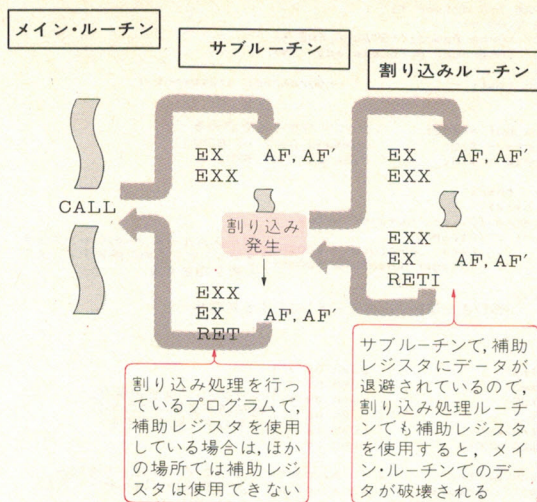 メイン・ルーチン
サブルーチン
割り込みルーチン
CALL
EX AF, AF′
EXX
割り込み
発生
EXX
EX AF, AF′
RET
EX AF, AF′
EXX
EXX
EX AF, AF′
RETI
割り込み処理を行っ
ているプログラムで,
補助レジスタを使用
している場合は,ほか
の場所では補助レジ
スタは使用できない
サブルーチンで,補助
レジスタにデータが
退避されているので,
割り込み処理ルーチ
ンでも補助レジスタ
を使用すると,メイ
ン・ルーチンでのデー
タが破壊される